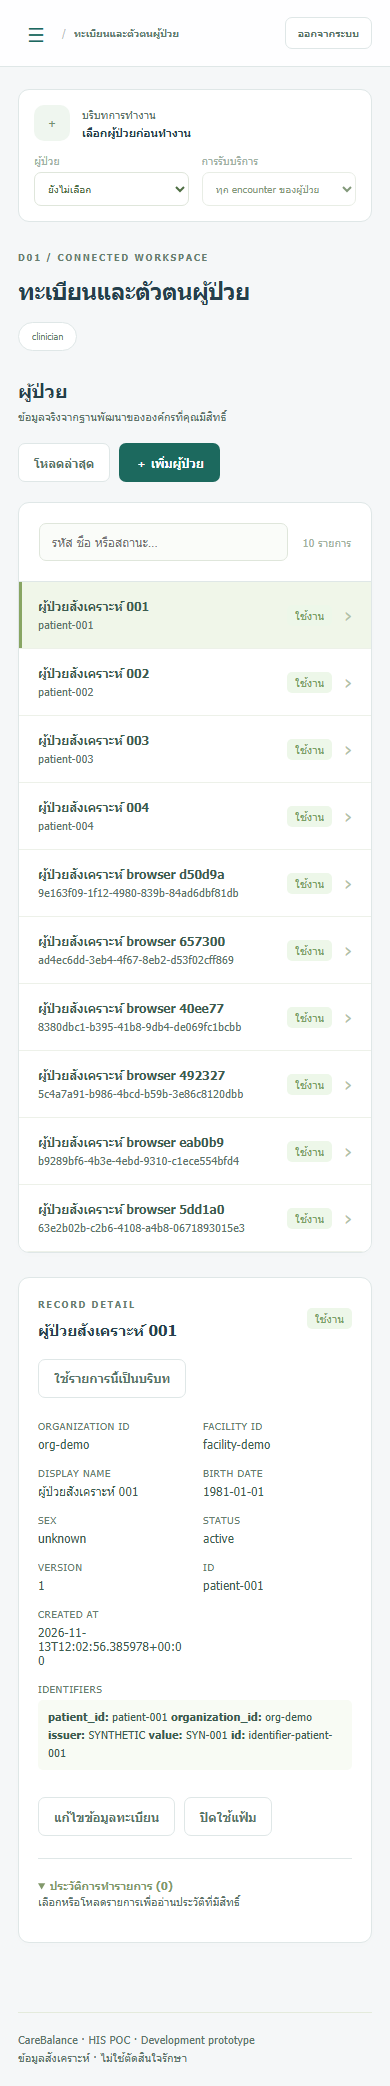 ☰ / ทะเบียนและตัวตนผู้ป่วย ออกจากระบบ
+ บริบทการทำงาน
เลือกผู้ป่วยก่อนทำงาน
ผู้ป่วย การรับบริการ
ยังไม่เลือก ทุก encounter ของผู้ป่วย
D01 / CONNECTED WORKSPACE
ทะเบียนและตัวตนผู้ป่วย
clinician
ผู้ป่วย
ข้อมูลจริงจากฐานพัฒนาขององค์กรที่คุณมีสิทธิ์
โหลดล่าสุด + เพิ่มผู้ป่วย
รหัส ชื่อ หรือสถานะ... 10 รายการ
ผู้ป่วยสังเคราะห์ 001
patient-001 ใช้งาน
ผู้ป่วยสังเคราะห์ 002
patient-002 ใช้งาน
ผู้ป่วยสังเคราะห์ 003
patient-003 ใช้งาน
ผู้ป่วยสังเคราะห์ 004
patient-004 ใช้งาน
ผู้ป่วยสังเคราะห์ browser d50d9a
9e163f09-1f12-4980-839b-84ad6dbf81db ใช้งาน
ผู้ป่วยสังเคราะห์ browser 657300
ad4ec6dd-3eb4-4f67-8eb2-d53f02cff869 ใช้งาน
ผู้ป่วยสังเคราะห์ browser 40ee77
8380dbc1-b395-41b8-9db4-de069fc1bcbb ใช้งาน
ผู้ป่วยสังเคราะห์ browser 492327
5c4a7a91-b986-4bcd-b59b-3e86c8120dbb ใช้งาน
ผู้ป่วยสังเคราะห์ browser eab0b9
b9289bf6-4b3e-4ebd-9310-c1ece554bfd4 ใช้งาน
ผู้ป่วยสังเคราะห์ browser 5dd1a0
63e2b02b-c2b6-4108-a4b8-0671893015e3 ใช้งาน
RECORD DETAIL
ผู้ป่วยสังเคราะห์ 001 ใช้งาน
ใช้รายการนี้เป็นบริบท
ORGANIZATION ID FACILITY ID
org-demo facility-demo
DISPLAY NAME BIRTH DATE
ผู้ป่วยสังเคราะห์ 001 1981-01-01
SEX STATUS
unknown active
VERSION ID
1 patient-001
CREATED AT
2026-11-
13T12:02:56.385978+00:0
0
IDENTIFIERS
patient_id: patient-001 organization_id: org-demo
issuer: SYNTHETIC value: SYN-001 id: identifier-patient-
001
แก้ไขข้อมูลทะเบียน ปิดใช้แฟ้ม
▼ ประวัติการทำรายการ (0)
เลือกหรือโหลดรายการเพื่ออ่านประวัติที่มีสิทธิ์
CareBalance · HIS POC · Development prototype
ข้อมูลสังเคราะห์ · ไม่ใช้ตัดสินใจรักษา